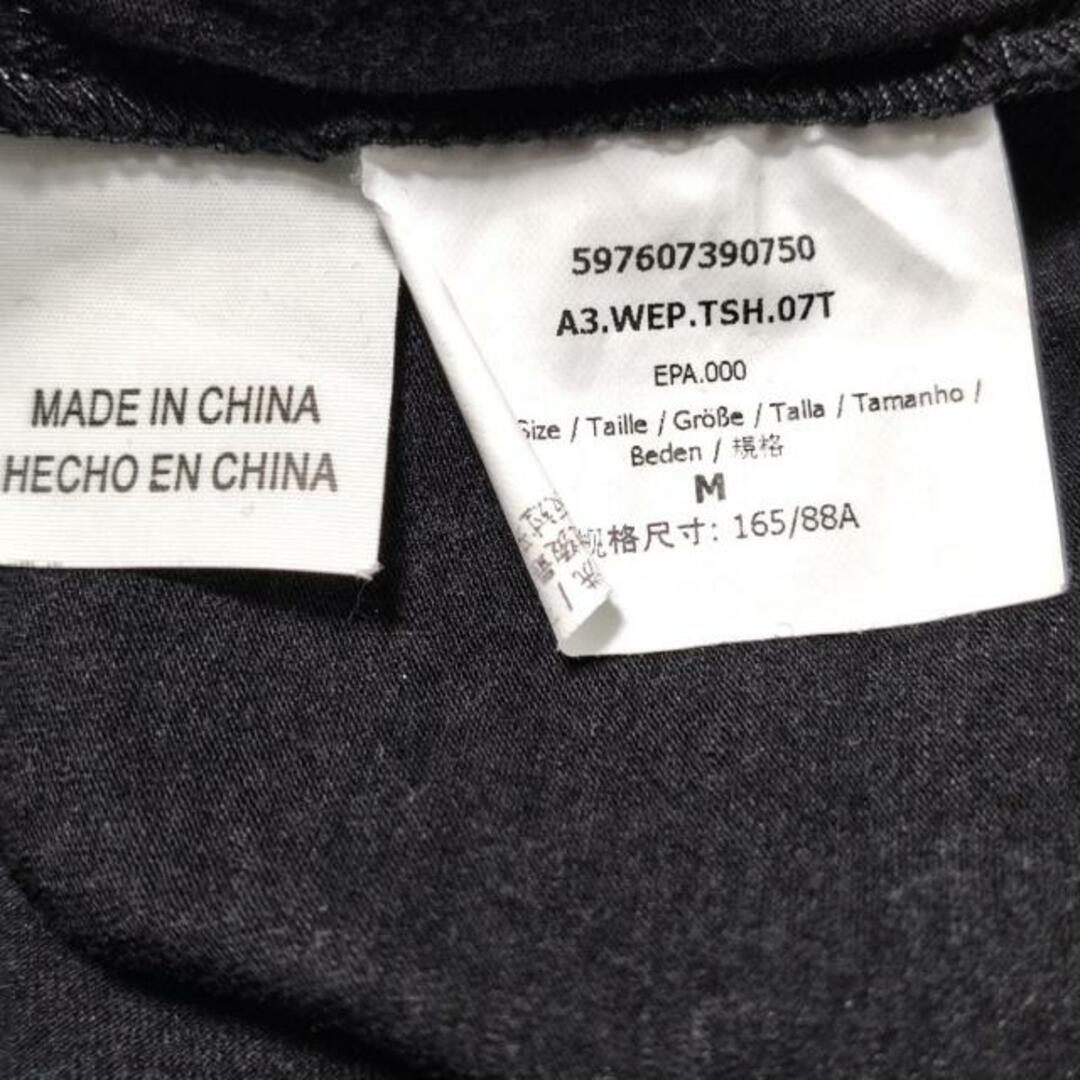 MADE IN CHINA
HECHO EN CHINA
597607390750
A3.WEP.TSH.07T
EPA.000
Size / Taille / Größe / Talla / Tamanho /
Beden / 規格
M
规格尺寸: 165/88A